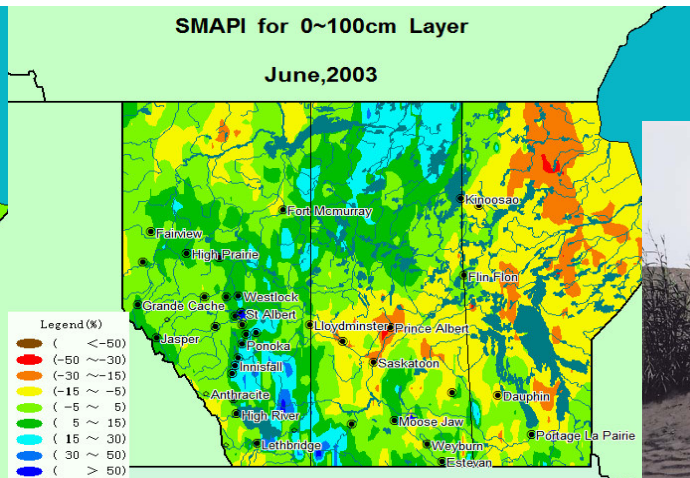 SMAPI for 0~100cm Layer
June,2003
Kinoosao
Fort Mcmurray
Fairview
High Prairie
Flin Flon
Westlock
Grande Cache
St Albert
Lloydminster
Prince Albert
Jasper
Ponoka
Innisfall
Saskatoon
Anthracite
Dauphin
High River
Moose Jaw
Portage La Pairie
Lethbridge
Weyburn
Estevan
Legend(%)
( <-50)
(-50 ~-30)
(-30 ~-15)
(-15 ~ -5)
( -5 ~ 5)
( 5 ~ 15)
( 15 ~ 30)
( 30 ~ 50)
( > 50)